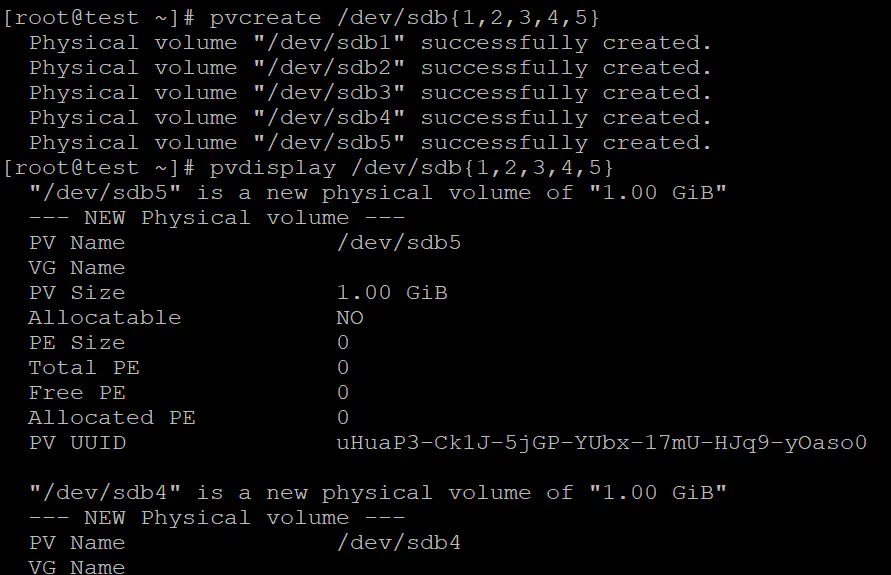 [root@test ~]# pvcreate /dev/sdb{1,2,3,4,5}
  Physical volume "/dev/sdb1" successfully created.
  Physical volume "/dev/sdb2" successfully created.
  Physical volume "/dev/sdb3" successfully created.
  Physical volume "/dev/sdb4" successfully created.
  Physical volume "/dev/sdb5" successfully created.
[root@test ~]# pvdisplay /dev/sdb{1,2,3,4,5}
  "/dev/sdb5" is a new physical volume of "1.00 GiB"
  --- NEW Physical volume ---
  PV Name               /dev/sdb5
  VG Name
  PV Size               1.00 GiB
  Allocatable           NO
  PE Size               0
  Total PE              0
  Free PE               0
  Allocated PE          0
  PV UUID               uHuaP3-Ck1J-5jGP-YUbx-17mU-HJq9-yOaso0

  "/dev/sdb4" is a new physical volume of "1.00 GiB"
  --- NEW Physical volume ---
  PV Name               /dev/sdb4
  VG Name